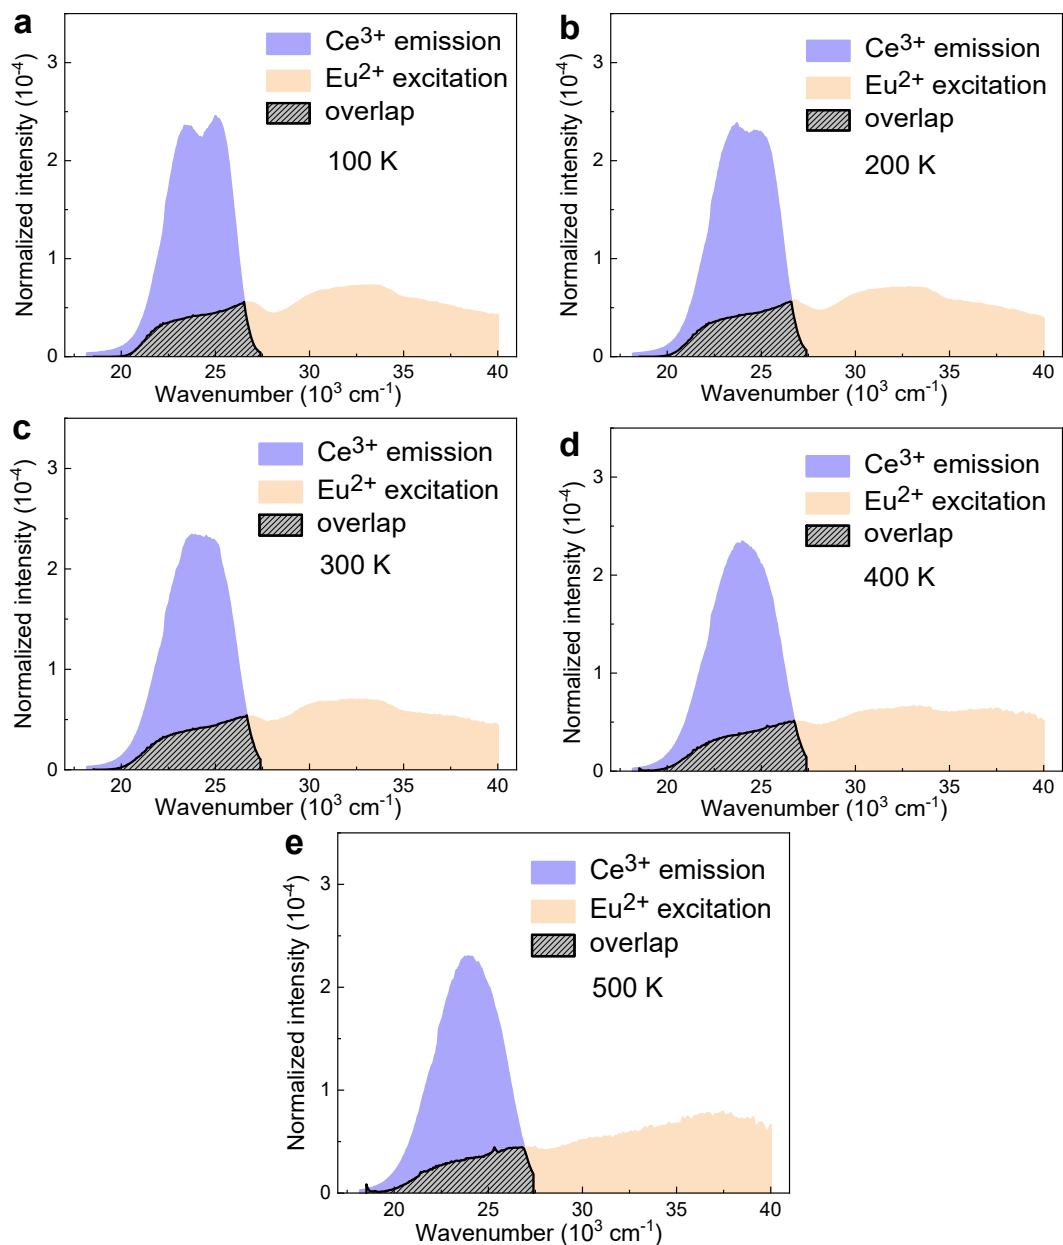 a
Normalized intensity (10-4)
3
2
1
0
Ce3+ emission
Eu2+ excitation
overlap
100 K
20 25 30 35 40
Wavenumber (103 cm-1)
b
Normalized intensity (10-4)
3
2
1
0
Ce3+ emission
Eu2+ excitation
overlap
200 K
20 25 30 35 40
Wavenumber (103 cm-1)
c
Normalized intensity (10-4)
3
2
1
0
Ce3+ emission
Eu2+ excitation
overlap
300 K
20 25 30 35 40
Wavenumber (103 cm-1)
d
Normalized intensity (10-4)
3
2
1
0
Ce3+ emission
Eu2+ excitation
overlap
400 K
20 25 30 35 40
Wavenumber (103 cm-1)
e
Normalized intensity (10-4)
3
2
1
0
Ce3+ emission
Eu2+ excitation
overlap
500 K
20 25 30 35 40
Wavenumber (103 cm-1)